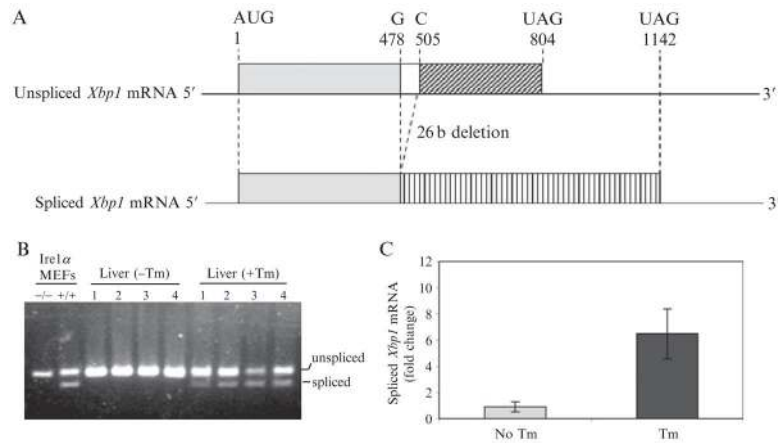 A
AUG G C UAG UAG
1 478 505 804 1142
Unspliced Xbp1 mRNA 5′ 3′
26 b deletion
Spliced Xbp1 mRNA 5′ 3′
B
Ire1α
MEFs Liver (–Tm) Liver (+Tm)
–/– +/+ 1 2 3 4 1 2 3 4
unspliced
spliced
C
Spliced Xbp1 mRNA
(fold change)
12
10
8
6
4
2
0
No Tm Tm